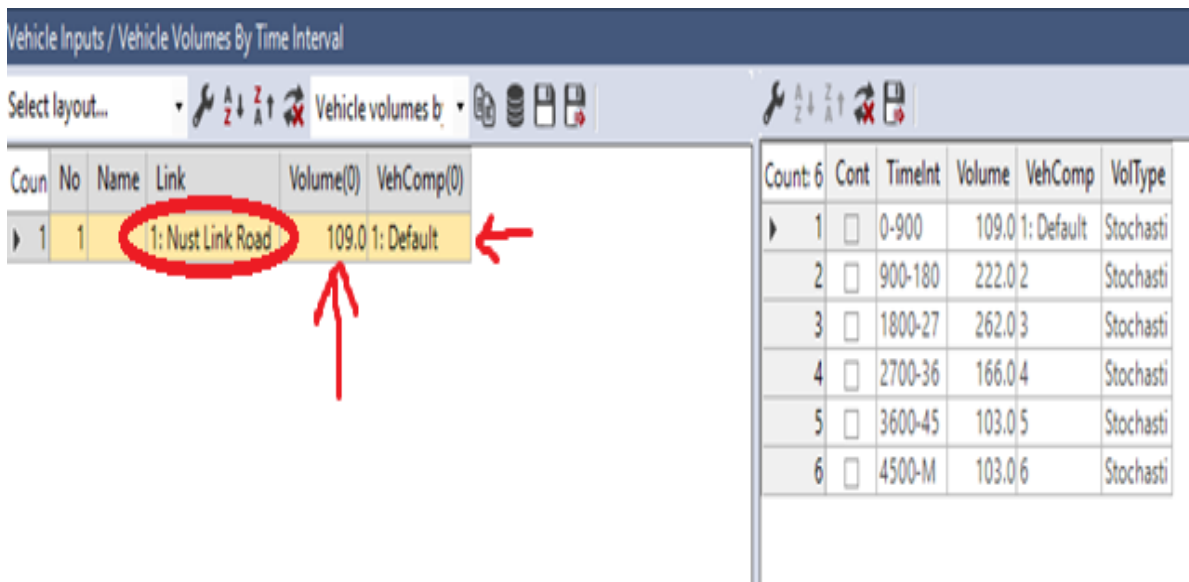 Vehicle Inputs / Vehicle Volumes By Time Interval
Select layout... Vehicle volumes b
Coun No Name Link Volume(0) VehComp(0)
1 1 1: Nust Link Road 109.0 1: Default
Count: 6 Cont TimeInt Volume VehComp VolType
1 0-900 109.0 1: Default Stochasti
2 900-180 222.0 2 Stochasti
3 1800-27 262.0 3 Stochasti
4 2700-36 166.0 4 Stochasti
5 3600-45 103.0 5 Stochasti
6 4500-M 103.0 6 Stochasti